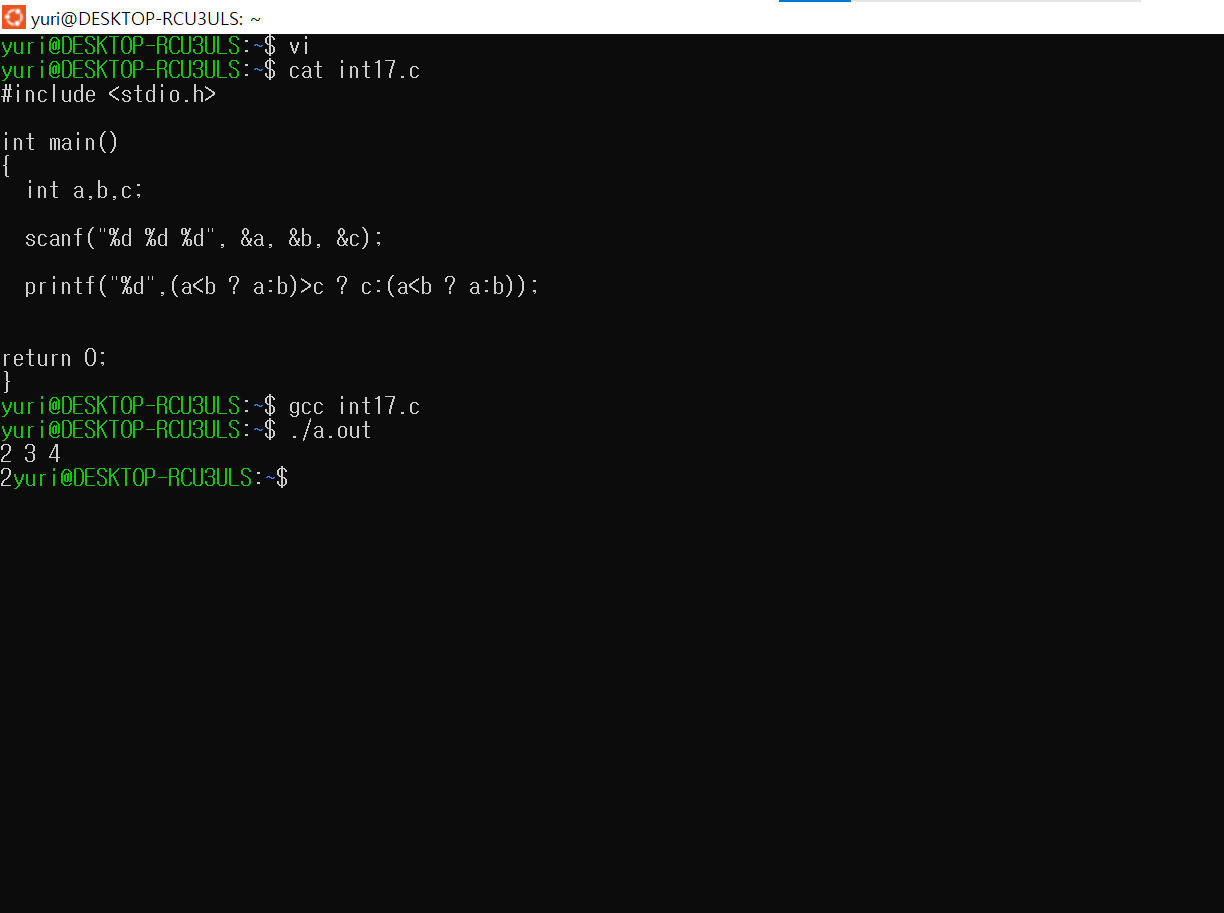 yuri@DESKTOP-RCU3ULS: ~
yuri@DESKTOP-RCU3ULS:~$ vi
yuri@DESKTOP-RCU3ULS:~$ cat int17.c
#include <stdio.h>
int main()
{
  int a,b,c;
  scanf("%d %d %d", &a, &b, &c);
  printf("%d",(a<b ? a:b)>c ? c:(a<b ? a:b));
return 0;
}
yuri@DESKTOP-RCU3ULS:~$ gcc int17.c
yuri@DESKTOP-RCU3ULS:~$ ./a.out
2 3 4
2yuri@DESKTOP-RCU3ULS:~$